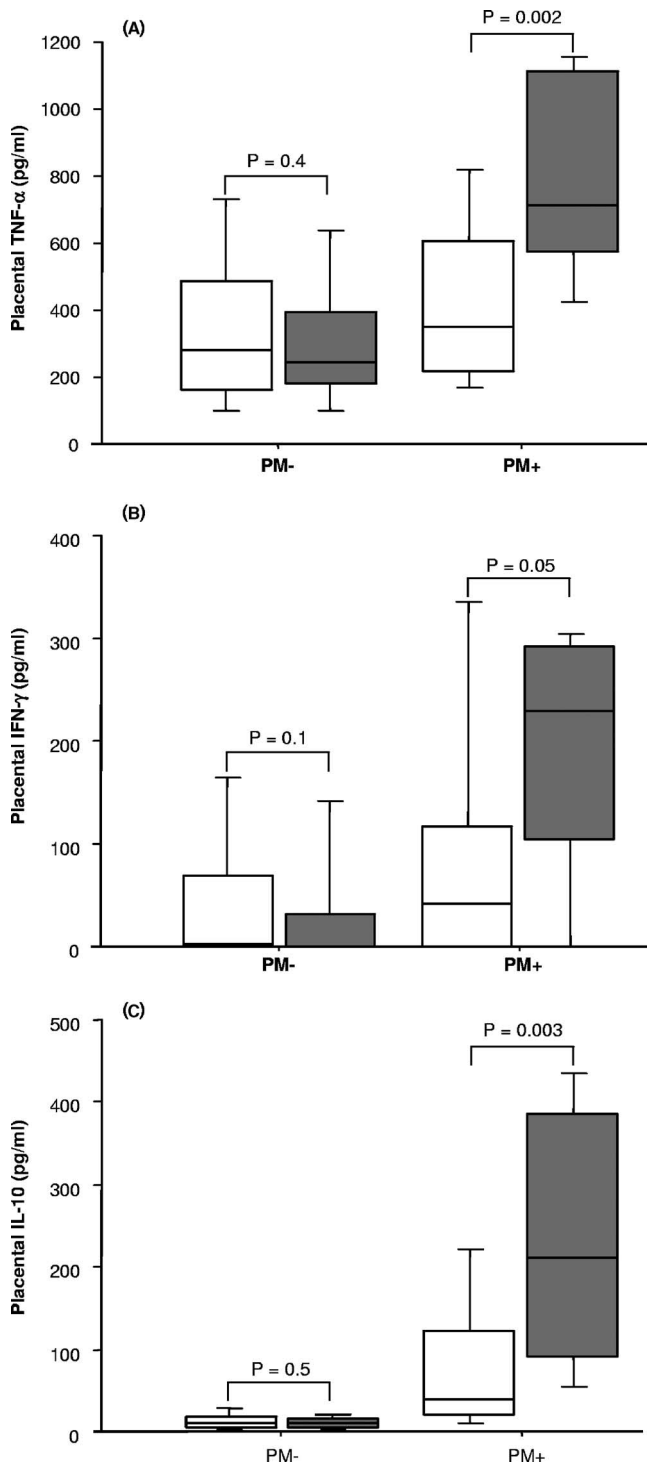 (A)
P = 0.002
1200
1000
P = 0.4
800
600
400
200
0
Placental TNF-α (pg/ml)
PM-
PM+
(B)
400
P = 0.05
300
P = 0.1
200
100
0
Placental IFN-γ (pg/ml)
PM-
PM+
(C)
500
P = 0.003
400
300
200
100
P = 0.5
0
Placental IL-10 (pg/ml)
PM-
PM+